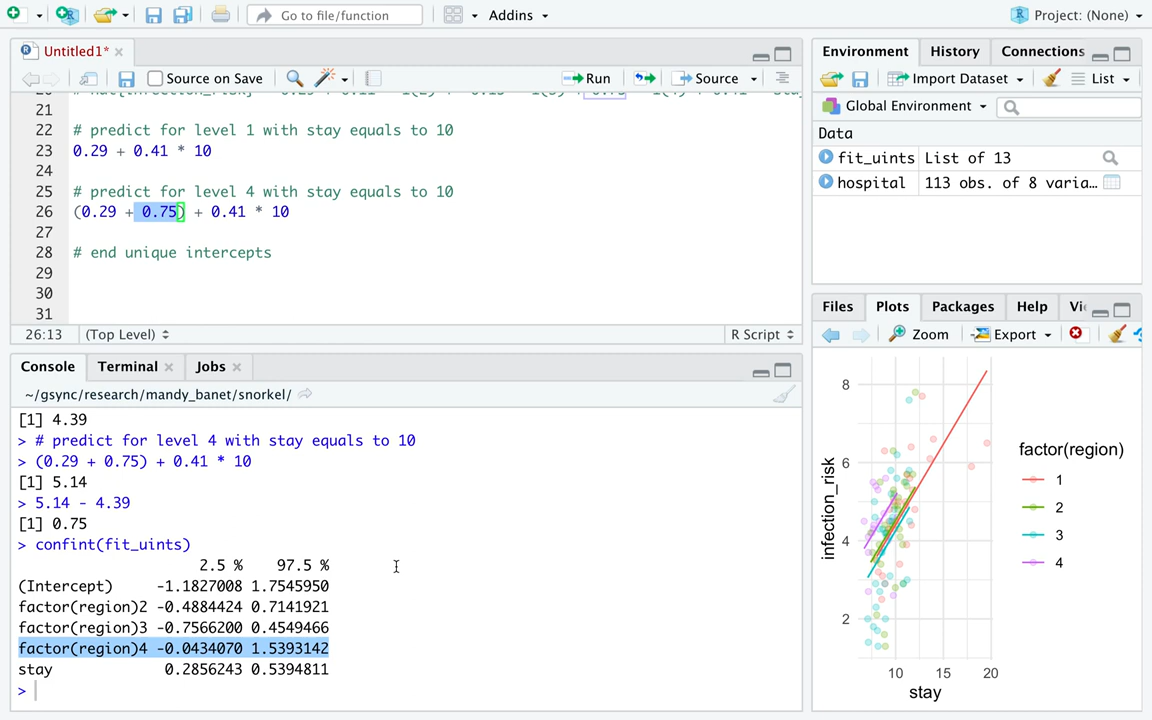 Go to file/function
Addins
Project: (None)
Untitled1*
Source on Save
Run
Source
21
22 # predict for level 1 with stay equals to 10
23 0.29 + 0.41 * 10
24
25 # predict for level 4 with stay equals to 10
26 (0.29 + 0.75) + 0.41 * 10
27
28 # end unique intercepts
29
30
31
26:13
(Top Level)
R Script
Console
Terminal
Jobs
~/gsync/research/mandy_banet/snorkel/
[1] 4.39
> # predict for level 4 with stay equals to 10
> (0.29 + 0.75) + 0.41 * 10
[1] 5.14
> 5.14 - 4.39
[1] 0.75
> confint(fit_uints)
2.5 % 97.5 %
(Intercept) -1.1827008 1.7545950
factor(region)2 -0.4884424 0.7141921
factor(region)3 -0.7566200 0.4549466
factor(region)4 -0.0434070 1.5393142
stay 0.2856243 0.5394811
>
Environment
History
Connections
Import Dataset
List
Global Environment
Data
fit_uints List of 13
hospital 113 obs. of 8 varia…
Files
Plots
Packages
Help
Vi
Zoom
Export
8
6
4
2
infection_risk
10 15 20
stay
factor(region)
1
2
3
4